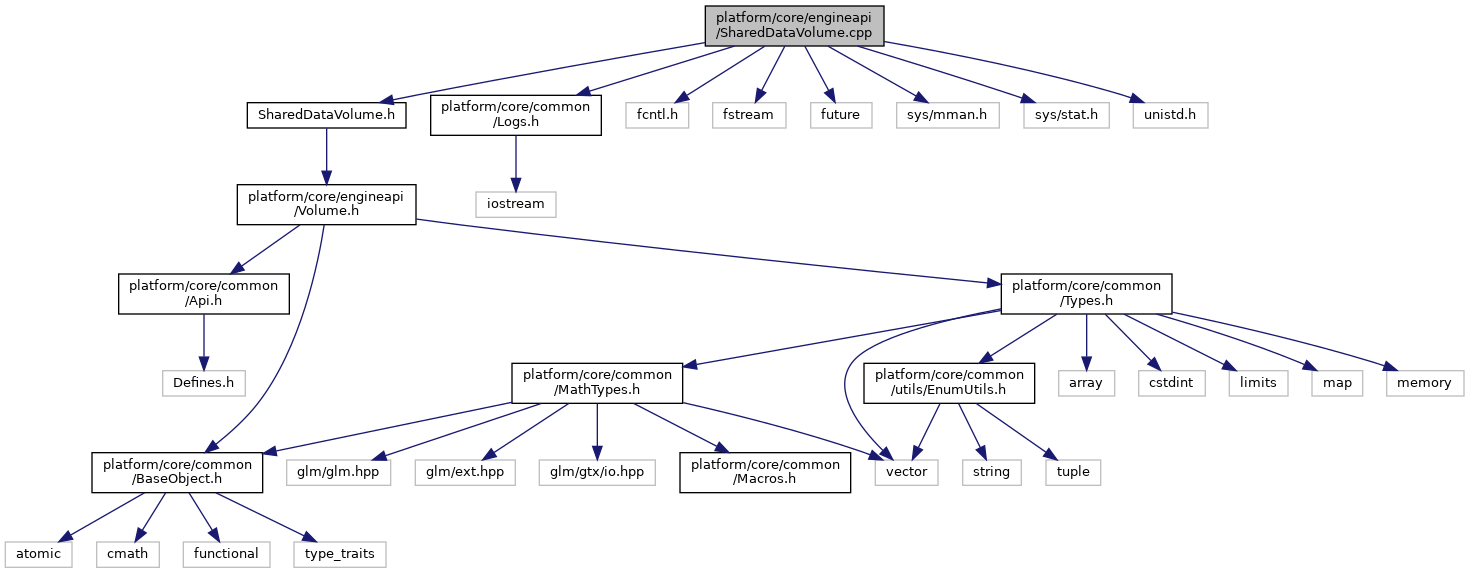 platform/core/engineapi
/SharedDataVolume.cpp
SharedDataVolume.h
platform/core/common
/Logs.h
fcntl.h
fstream
future
sys/mman.h
sys/stat.h
unistd.h
platform/core/engineapi
/Volume.h
iostream
platform/core/common
/Api.h
platform/core/common
/Types.h
Defines.h
platform/core/common
/MathTypes.h
platform/core/common
/utils/EnumUtils.h
array
cstdint
limits
map
memory
platform/core/common
/BaseObject.h
glm/glm.hpp
glm/ext.hpp
glm/gtx/io.hpp
platform/core/common
/Macros.h
vector
string
tuple
atomic
cmath
functional
type_traits